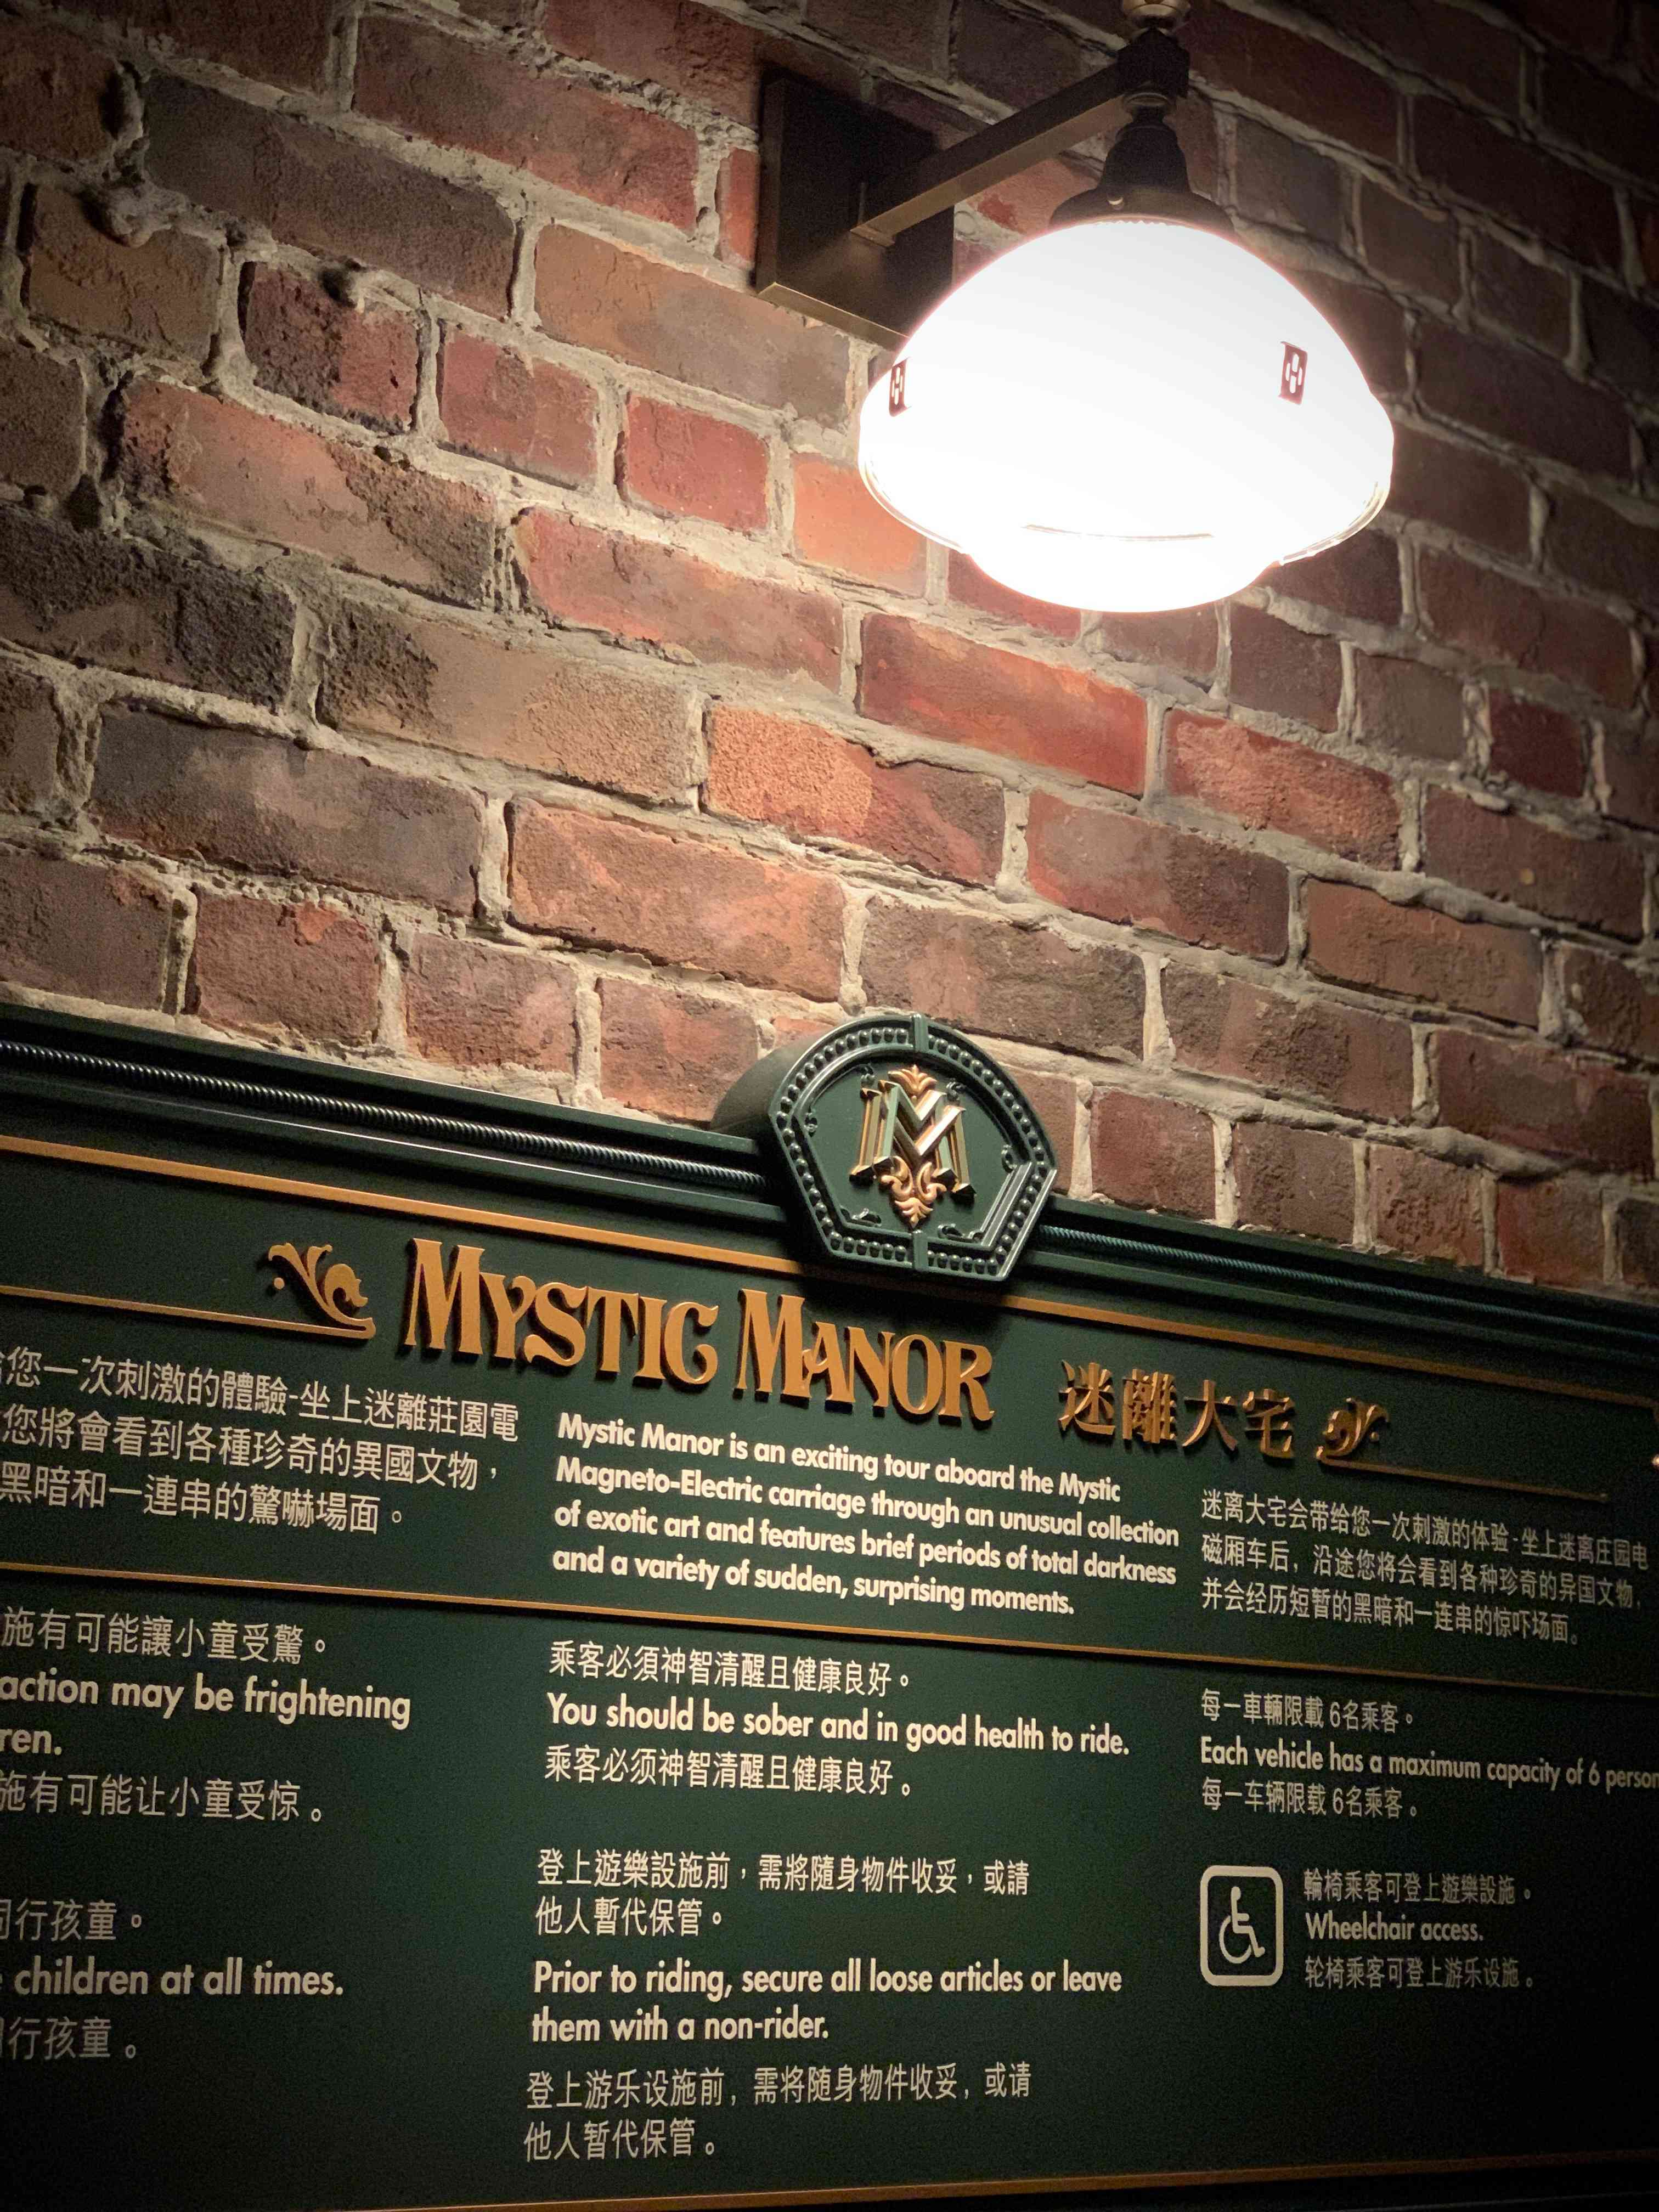 MYSTIC MANOR 迷離大宅
您一次刺激的體驗-坐上迷離莊園電
您將會看到各種珍奇的異國文物，
黑暗和一連串的驚嚇場面。
Mystic Manor is an exciting tour aboard the Mystic
Magneto-Electric carriage through an unusual collection
of exotic art and features brief periods of total darkness
and a variety of sudden, surprising moments.
迷离大宅会带给您一次刺激的体验-坐上迷离庄园电
磁厢车后，沿途您将会看到各种珍奇的异国文物，
并会经历短暂的黑暗和一连串的惊吓场面。
施有可能讓小童受驚。
action may be frightening
ren.
施有可能让小童受惊。
同行孩童。
children at all times.
行孩童。
乘客必須神智清醒且健康良好。
You should be sober and in good health to ride.
乘客必须神智清醒且健康良好。
登上遊樂設施前，需將隨身物件收妥，或請
他人暫代保管。
Prior to riding, secure all loose articles or leave
them with a non-rider.
登上游乐设施前，需将随身物件收妥，或请
他人暂代保管。
每一車輛限載 6名乘客。
Each vehicle has a maximum capacity of 6 person
每一车辆限载 6名乘客。
輪椅乘客可登上遊樂設施。
Wheelchair access.
轮椅乘客可登上游乐设施。